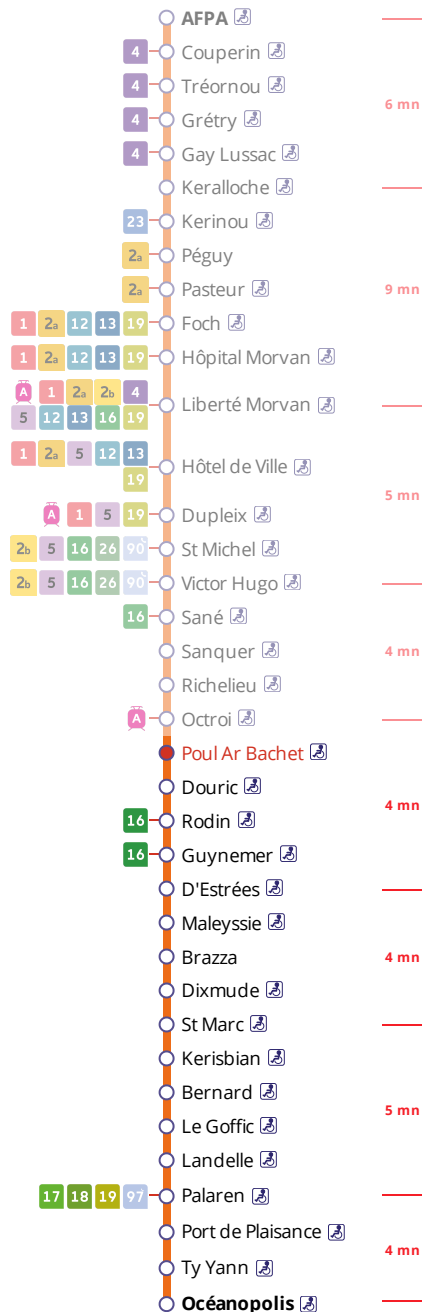 AFPA
4 Couperin
4 Tréornou
6 mn
4 Grétry
4 Gay Lussac
Keralloche
23 Kerinou
2a Péguy
2a Pasteur
9 mn
1 2a 12 13 19 Foch
1 2a 12 13 19 Hôpital Morvan
A 1 2a 2b 4
Liberté Morvan
5 12 13 16 19
1 2a 5 12 13
Hôtel de Ville
19
5 mn
A 1 5 19 Dupleix
2b 5 16 26 90 St Michel
2b 5 16 26 90 Victor Hugo
16 Sané
Sanquer
4 mn
Richelieu
A Octroi
Poul Ar Bachet
Douric
4 mn
16 Rodin
16 Guynemer
D'Estrées
Maleyssie
Brazza
4 mn
Dixmude
St Marc
Kerisbian
Bernard
5 mn
Le Goffic
Landelle
17 18 19 97 Palaren
Port de Plaisance
4 mn
Ty Yann
Océanopolis